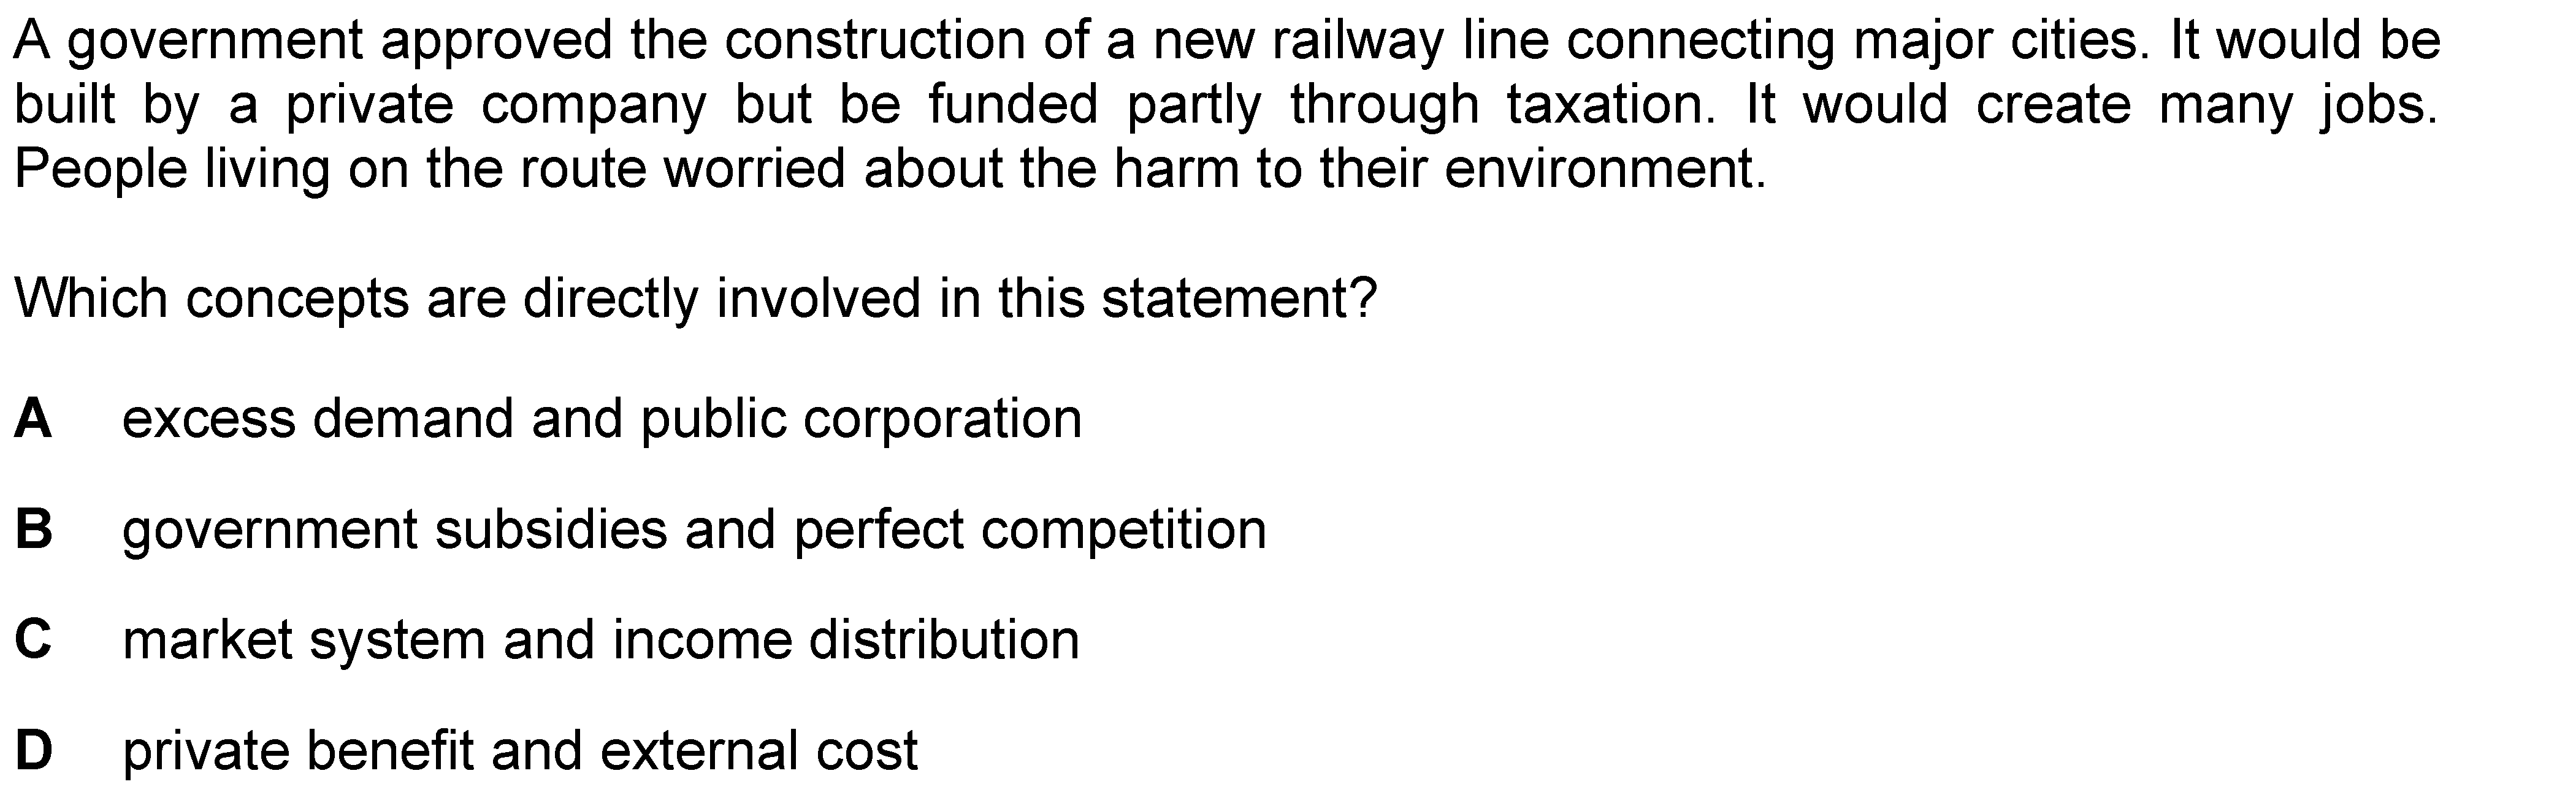 A government approved the construction of a new railway line connecting major cities. It would be
built by a private company but be funded partly through taxation. It would create many jobs.
People living on the route worried about the harm to their environment.
Which concepts are directly involved in this statement?
A excess demand and public corporation
B government subsidies and perfect competition
C market system and income distribution
D private benefit and external cost